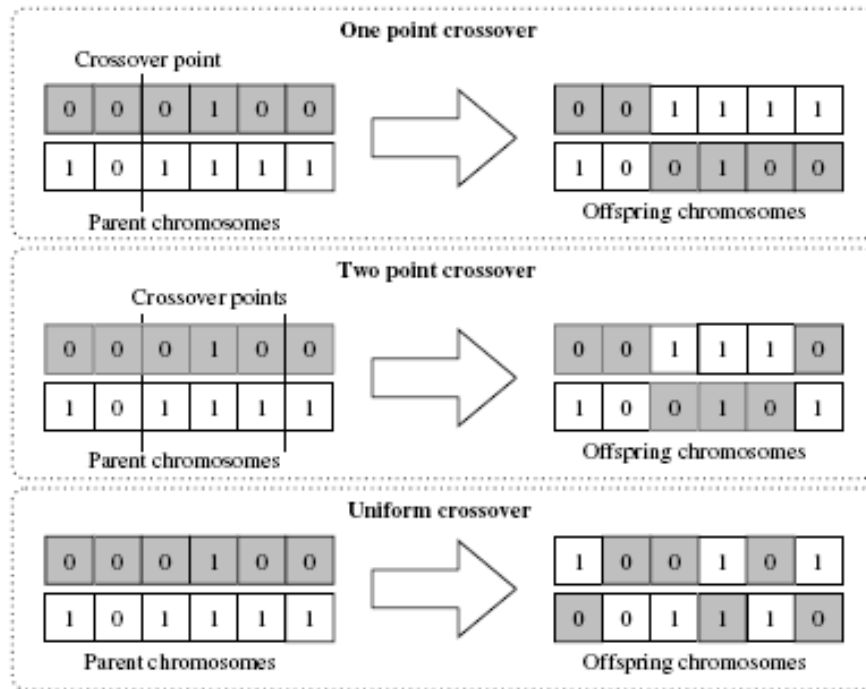 One point crossover
Crossover point
0 0 0 1 0 0
0 0 1 1 1 1
1 0 1 1 1 1
1 0 0 1 0 0
Parent chromosomes
Offspring chromosomes
Two point crossover
Crossover points
0 0 0 1 0 0
0 0 1 1 1 0
1 0 1 1 1 1
1 0 0 1 0 1
Parent chromosomes
Offspring chromosomes
Uniform crossover
0 0 0 1 0 0
1 0 0 1 0 1
1 0 1 1 1 1
0 0 1 1 1 0
Parent chromosomes
Offspring chromosomes